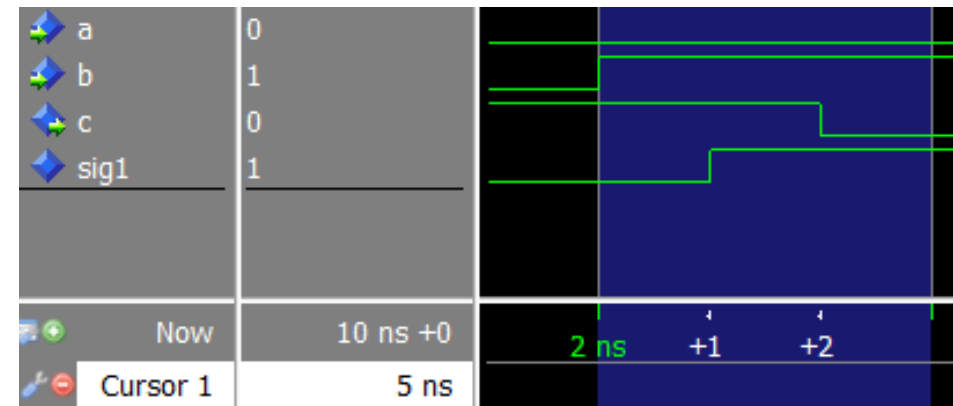 a 0
b 1
c 0
sig1 1
Now 10 ns +0 2 ns +1 +2
Cursor 1 5 ns